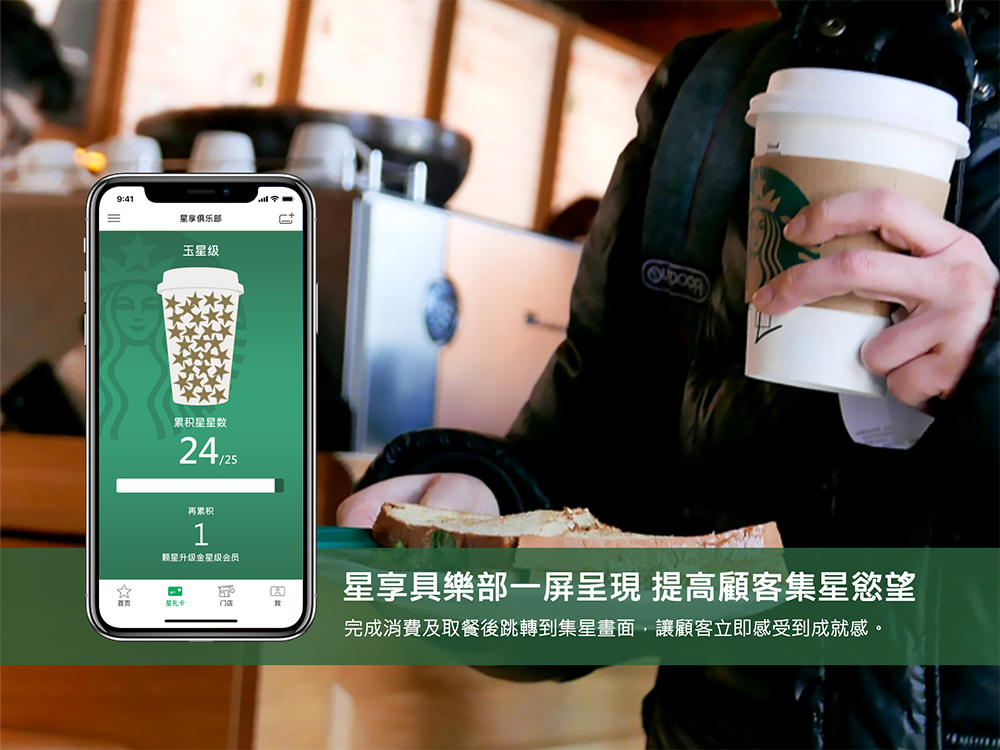 9:41
星享俱乐部
玉星级
累积星星数
24/25
再累积
1
颗星升级金星级会员
首页
星礼卡
门店
我
OUTDOOR
星享具樂部一屏呈現 提高顧客集星慾望
完成消費及取餐後跳轉到集星畫面，讓顧客立即感受到成就感。